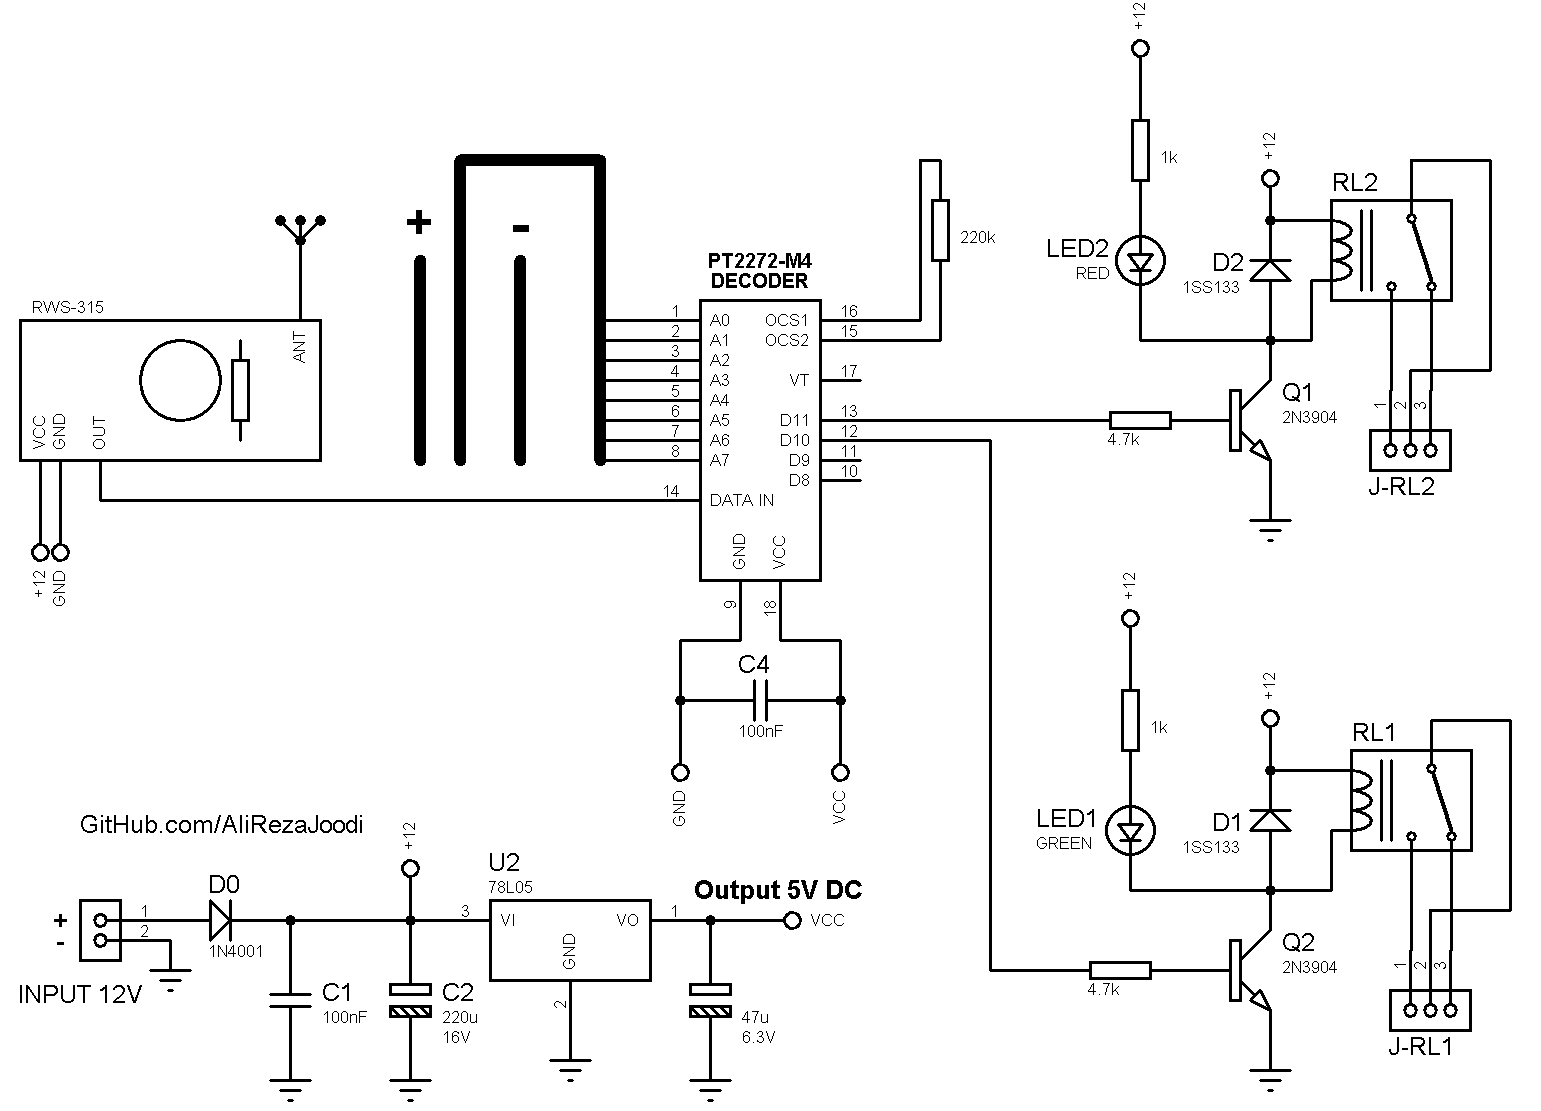 +12
1k
LED2
RED
+12
D2
1SS133
RL2
1
2
3
J-RL2
Q1
2N3904
4.7k
220k
PT2272-M4
DECODER
+
-
1
2
3
4
5
6
7
8
14
A0
A1
A2
A3
A4
A5
A6
A7
DATA IN
OCS1
OCS2
VT
D11
D10
D9
D8
GND
VCC
16
15
17
13
12
11
10
9
18
C4
100nF
GND
VCC
RWS-315
ANT
VCC
GND
OUT
+12
GND
+12
1k
LED1
GREEN
+12
D1
1SS133
RL1
1
2
3
J-RL1
Q2
2N3904
4.7k
GitHub.com/AliRezaJoodi
+
-
1
2
INPUT 12V
D0
1N4001
C1
100nF
+12
C2
220u
16V
U2
78L05
3
VI
VO
GND
1
2
Output 5V DC
VCC
47u
6.3V